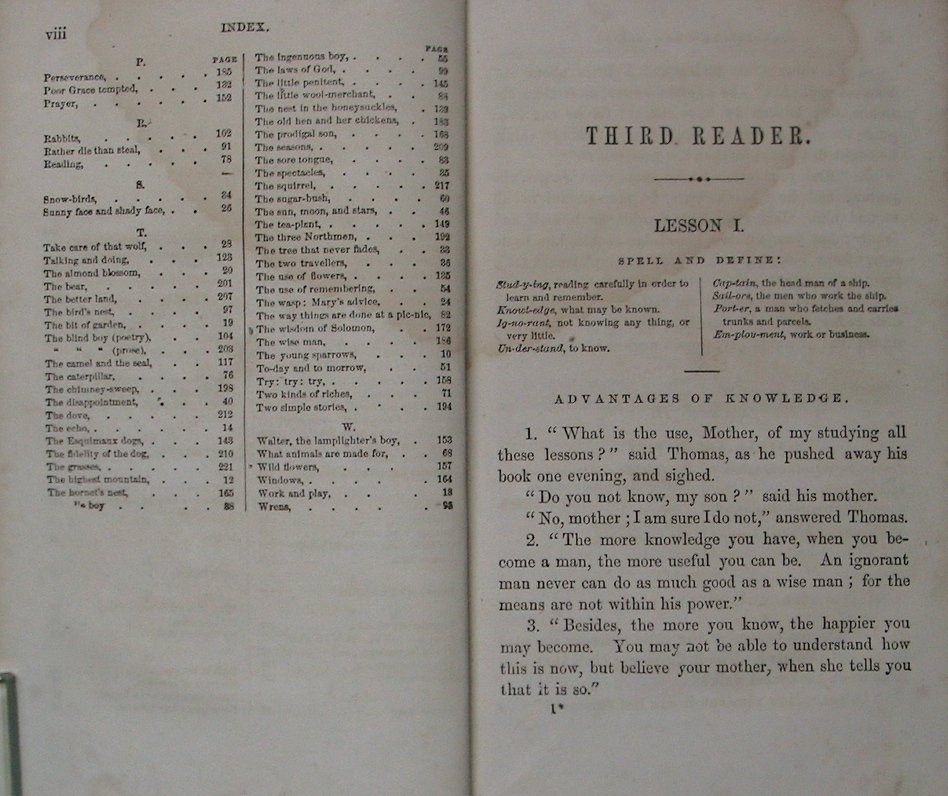 viii
INDEX.
P.
PAGE
Perseverance, . . . . 185
Poor Grace tempted, . . . 132
Prayer, . . . . . 152
R.
Rabbits, . . . . . 102
Rather die than steal, . . . 91
Reading, . . . . . 78
S.
Snow-birds, . . . . 34
Sunny face and shady face, . . 26
T.
Take care of that wolf, . . . 28
Talking and doing, . . . 123
The almond blossom, . . . 20
The bear, . . . . . 201
The better land, . . . . 207
The bird's nest, . . . . 97
The bit of garden, . . . 19
The blind boy (poetry), . . . 104
" " " (prose), . . . 203
The camel and the seal, . . . 117
The caterpillar, . . . . 76
The chimney-sweep, . . . 198
The disappointment, . . . 40
The dove, . . . . . 212
The echo, . . . . . 14
The Esquimaux dogs, . . . 143
The fidelity of the dog, . . . 210
The grasses, . . . . . 221
The highest mountain, . . . 12
The hornet's nest, . . . 165
boy . . . . 88
PAGE
The ingenuous boy, . . . . 55
The laws of God, . . . . 99
The little penitent, . . . . 145
The little wool-merchant, . . 84
The nest in the honeysuckles, . 139
The old hen and her chickens, . 183
The prodigal son, . . . . 168
The seasons, . . . . . 209
The sore tongue, . . . . 83
The spectacles, . . . . 35
The squirrel, . . . . . 217
The sugar-bush, . . . . 60
The sun, moon, and stars, . . 46
The tea-plant, . . . . . 149
The three Northmen, . . . 192
The tree that never fades, . . 33
The two travellers, . . . . 36
The use of flowers, . . . . 135
The use of remembering, . . . 54
The wasp: Mary's advice, . . 24
The way things are done at a pic-nic, 82
The wisdom of Solomon, . . . 172
The wise man, . . . . 186
The young sparrows, . . . 10
To-day and to morrow, . . . 51
Try: try: try, . . . . . 158
Two kinds of riches, . . . 71
Two simple stories, . . . . 194
W.
Walter, the lamplighter's boy, . 153
What animals are made for, . . 68
Wild flowers, . . . . 157
Windows, . . . . . 164
Work and play, . . . . 18
Wrens, . . . . . 95
THIRD READER.
LESSON I.
SPELL AND DEFINE:
Stud-y-ing, reading carefully in order to
learn and remember.
Knowl-edge, what may be known.
Ig-no-rant, not knowing any thing, or
very little.
Un-der-stand, to know.
Cap-tain, the head man of a ship.
Sail-ors, the men who work the ship.
Port-er, a man who fetches and carries
trunks and parcels.
Em-ploy-ment, work or business.
ADVANTAGES OF KNOWLEDGE.
1. "What is the use, Mother, of my studying all
these lessons?" said Thomas, as he pushed away his
book one evening, and sighed.
"Do you not know, my son?" said his mother.
"No, mother; I am sure I do not," answered Thomas.
2. "The more knowledge you have, when you be-
come a man, the more useful you can be. An ignorant
man never can do as much good as a wise man; for the
means are not within his power."
3. "Besides, the more you know, the happier you
may become. You may not be able to understand how
this is now, but believe your mother, when she tells you
that it is so."
1*